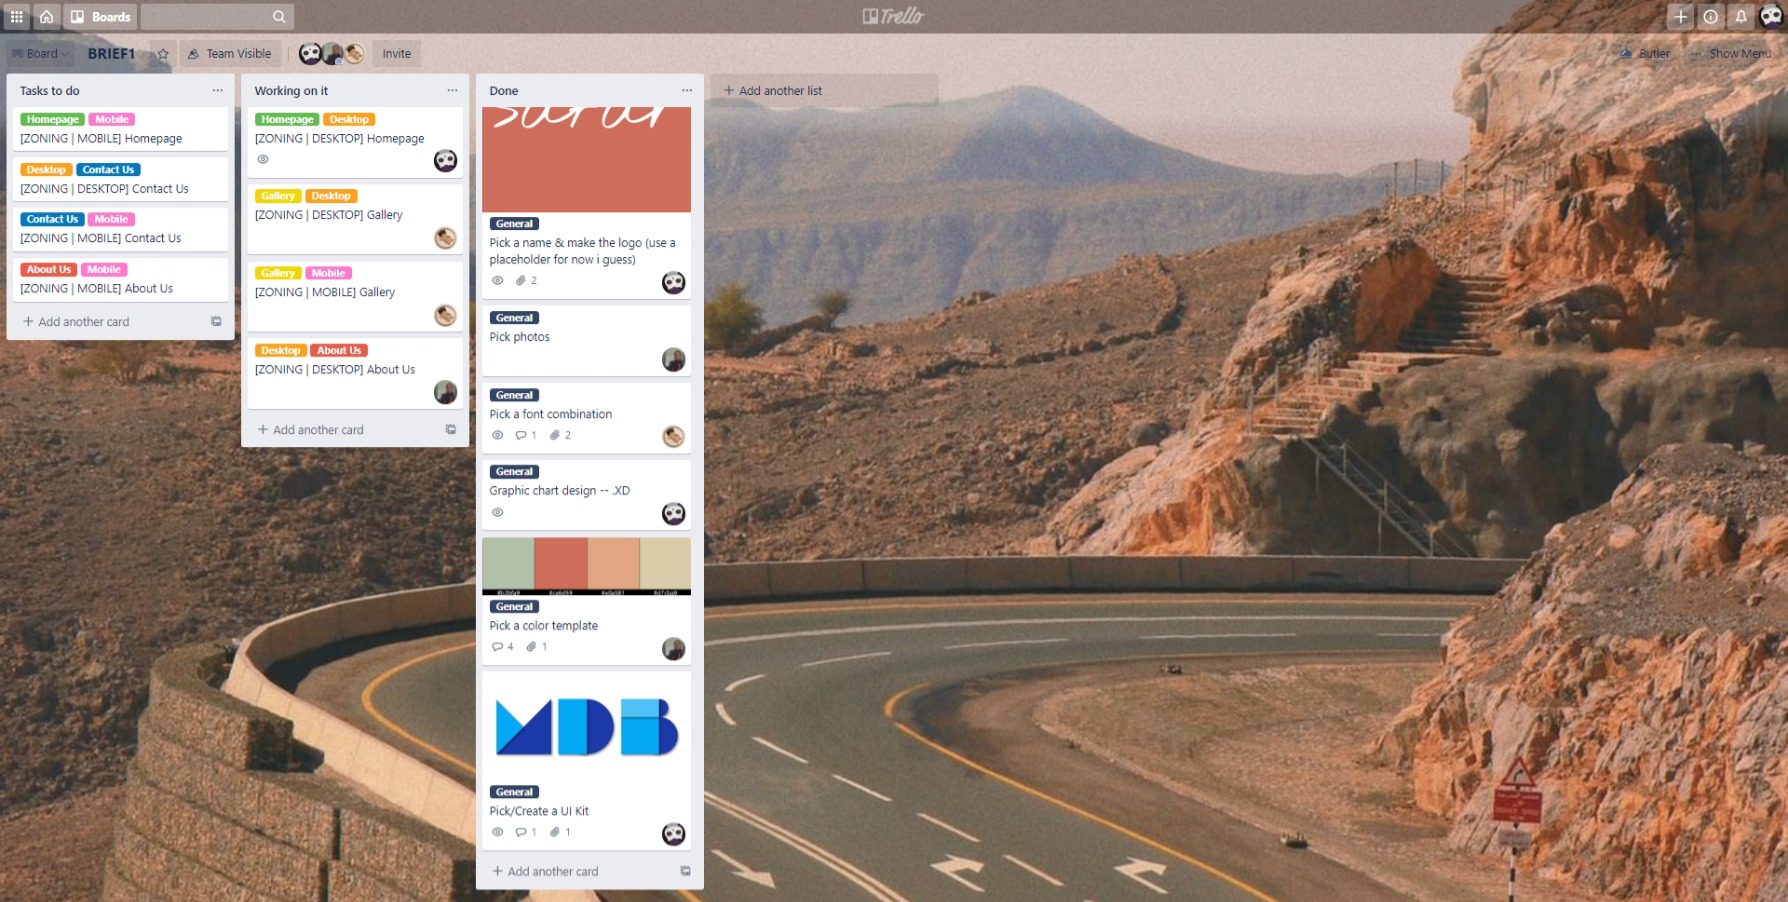 Boards
Trello
Board
BRIEF1
Team Visible
Invite
Butler
Show Menu
Tasks to do
Homepage Mobile
[ZONING | MOBILE] Homepage
Desktop Contact Us
[ZONING | DESKTOP] Contact Us
Contact Us Mobile
[ZONING | MOBILE] Contact Us
About Us Mobile
[ZONING | MOBILE] About Us
Add another card
Working on it
Homepage Desktop
[ZONING | DESKTOP] Homepage
Gallery Desktop
[ZONING | DESKTOP] Gallery
Gallery Mobile
[ZONING | MOBILE] Gallery
Desktop About Us
[ZONING | DESKTOP] About Us
Add another card
Done
General
Pick a name & make the logo (use a
placeholder for now i guess)
2
General
Pick photos
General
Pick a font combination
1 2
General
Graphic chart design -- .XD
General
Pick a color template
4 1
MDB
General
Pick/Create a UI Kit
1 1
Add another card
Add another list